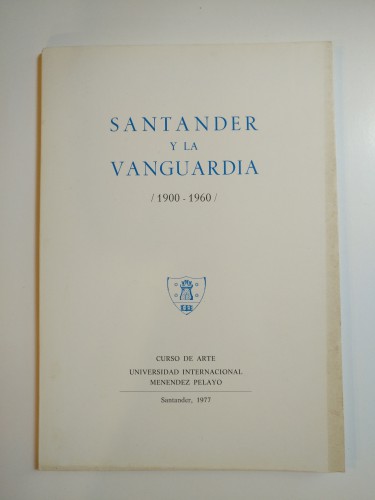 SANTANDER
Y LA
VANGUARDIA
/ 1900 - 1960 /
CURSO DE ARTE
UNIVERSIDAD INTERNACIONAL
MENENDEZ PELAYO
Santander, 1977